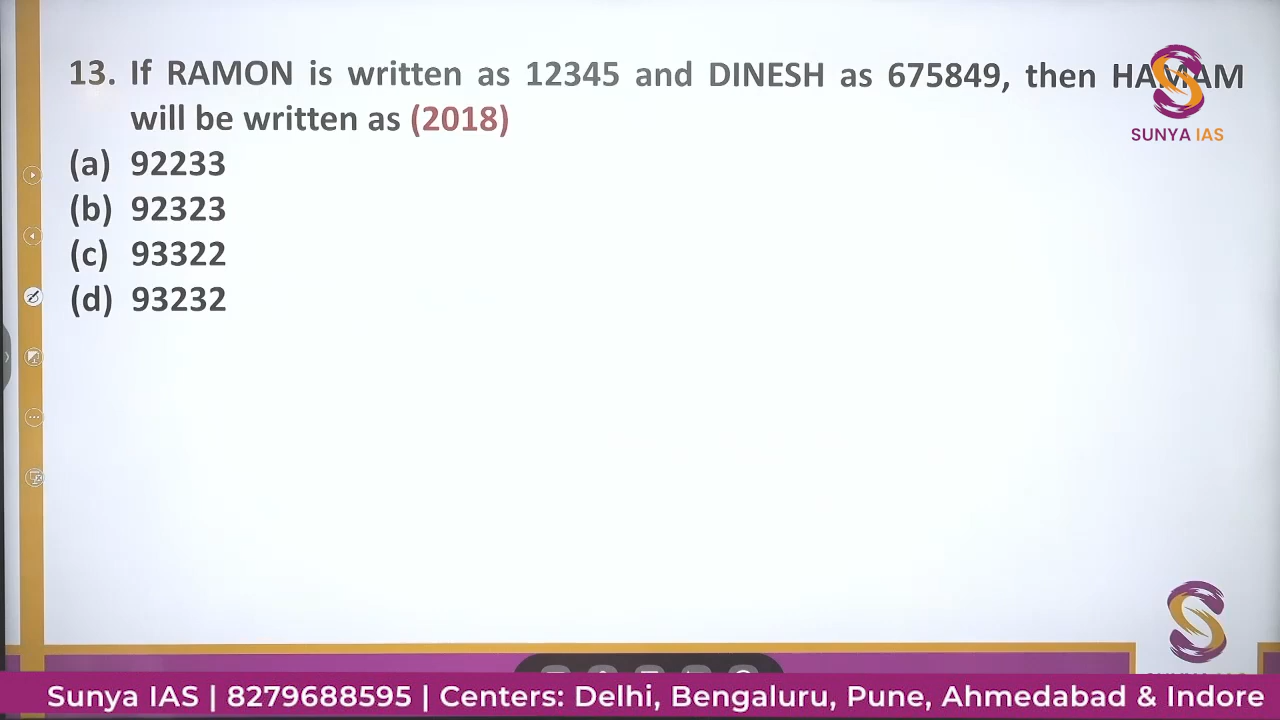 13. If RAMON is written as 12345 and DINESH as 675849, then HAMAM
will be written as (2018)
(a) 92233
(b) 92323
(c) 93322
(d) 93232
SUNYA IAS
Sunya IAS | 8279688595 | Centers: Delhi, Bengaluru, Pune, Ahmedabad & Indore